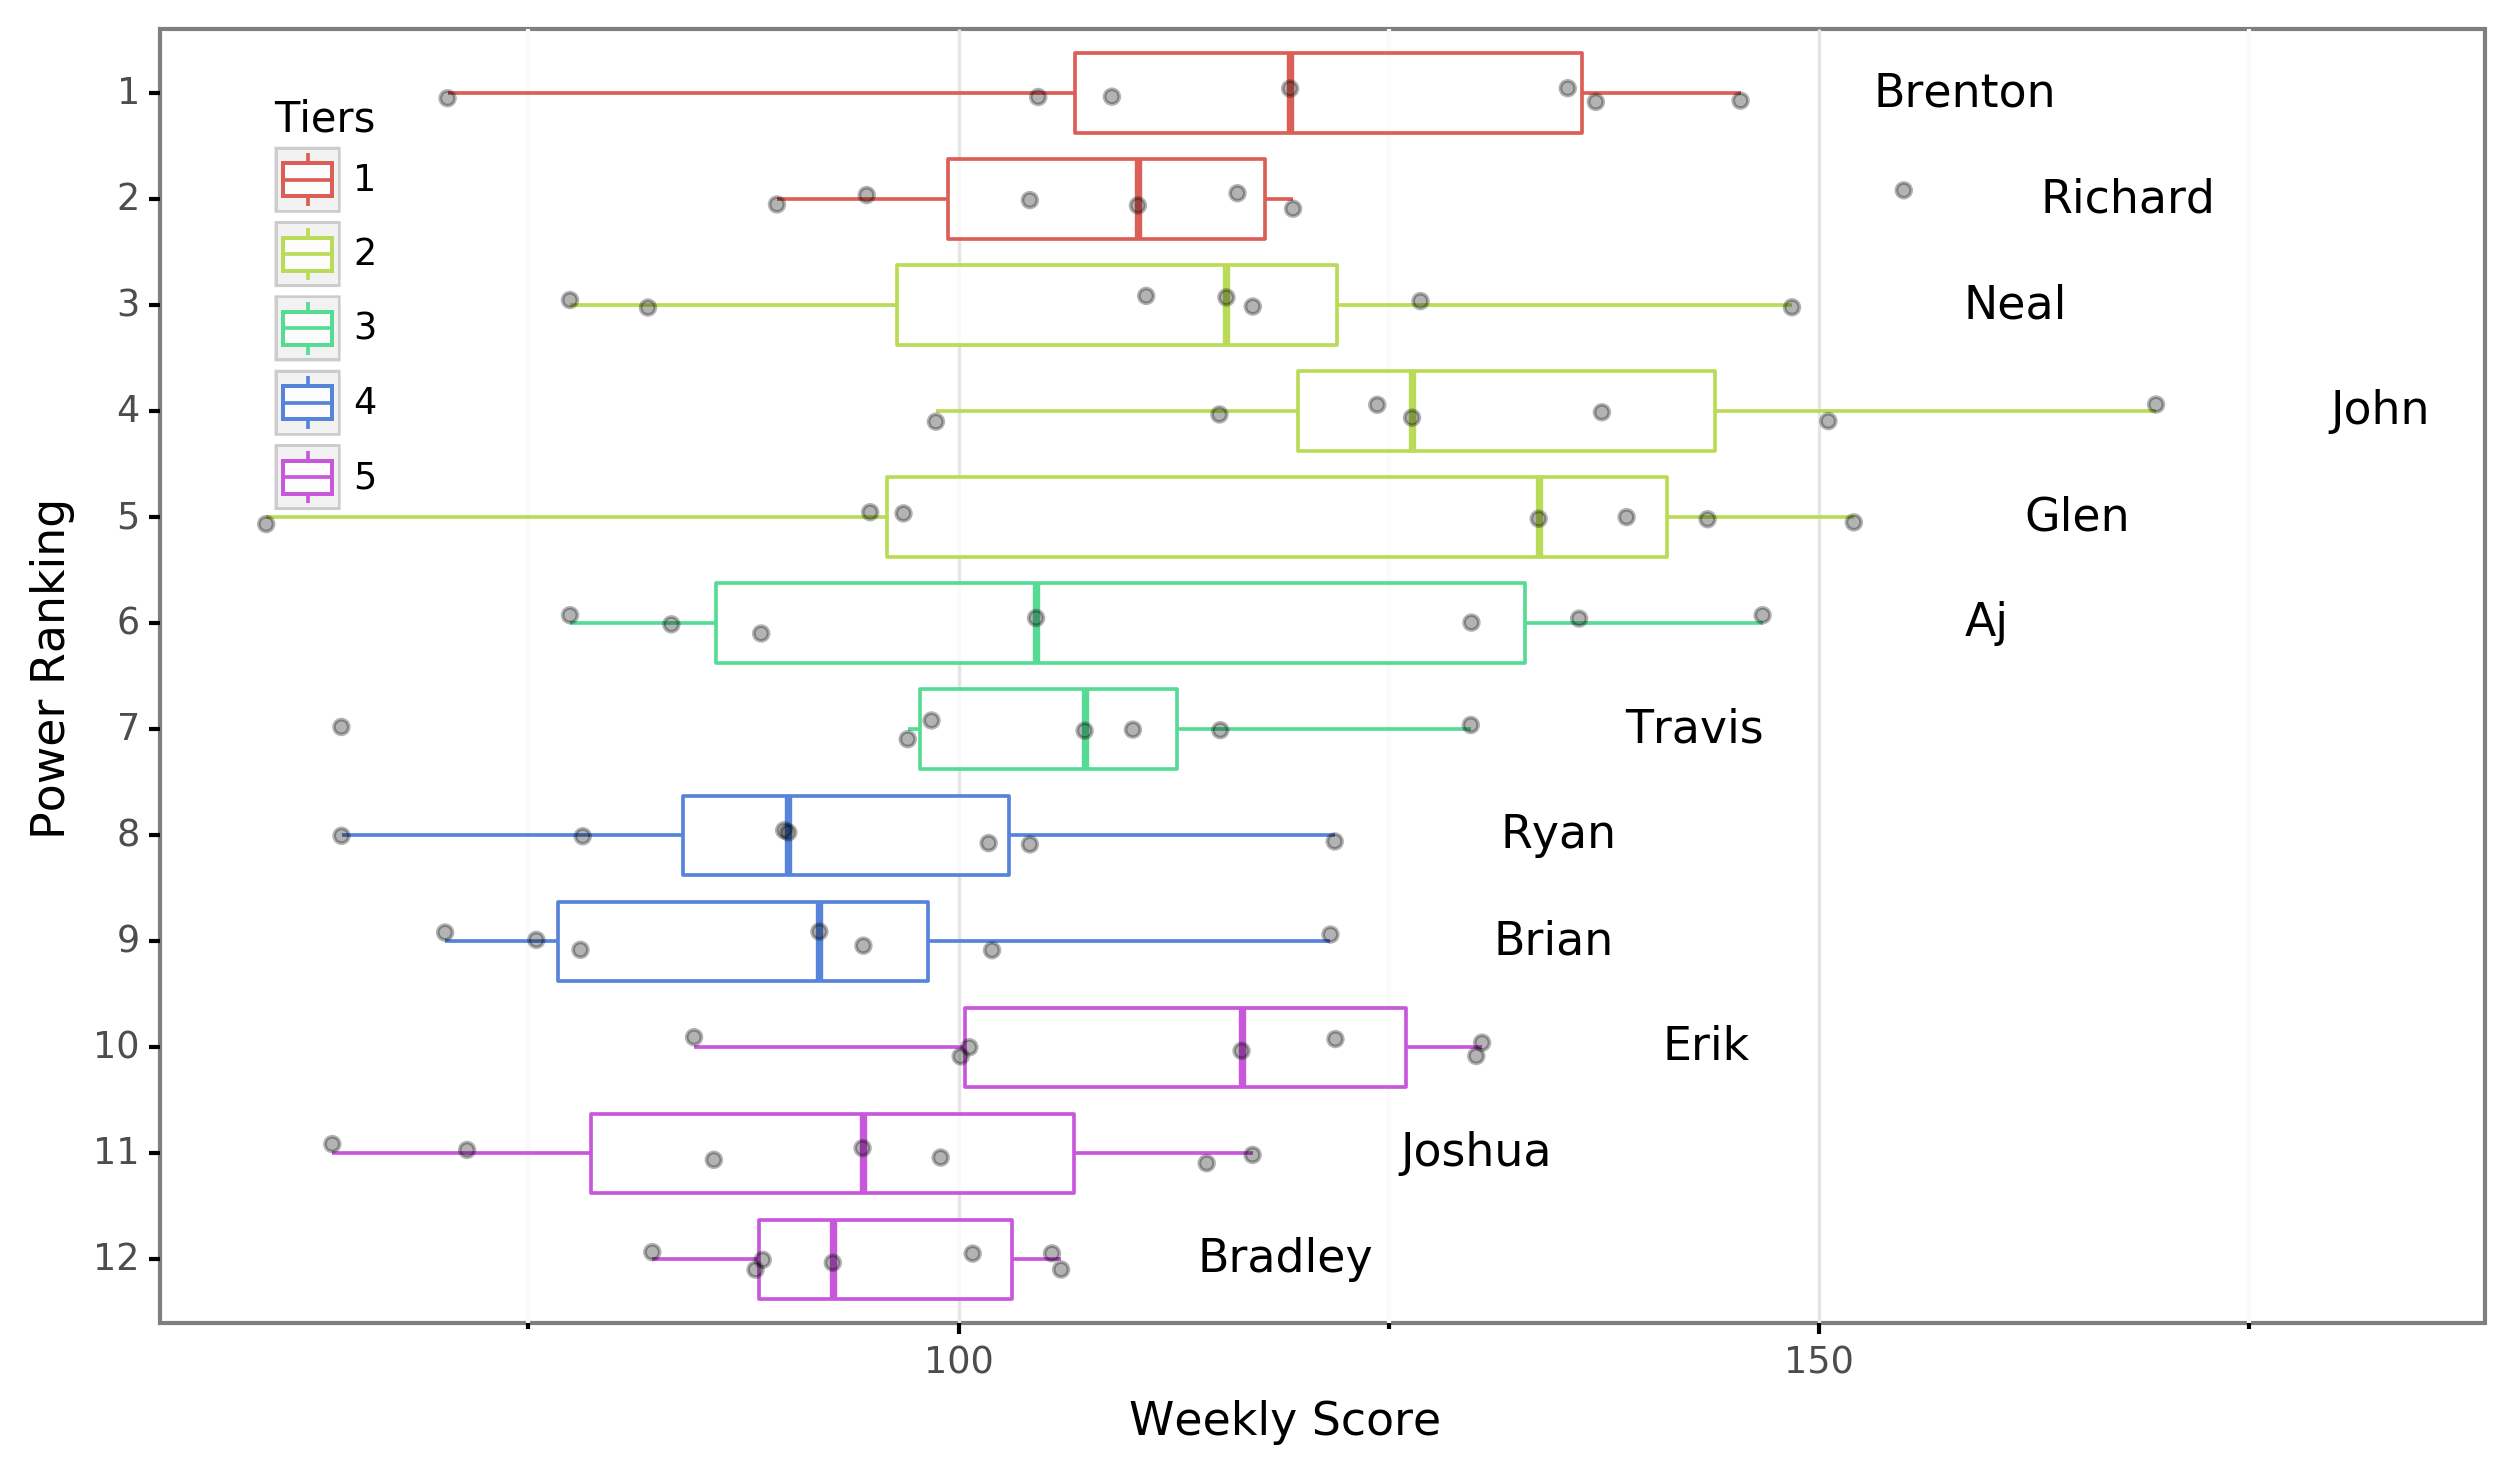 Power Ranking
1
2
3
4
5
6
7
8
9
10
11
12
Tiers
1
2
3
4
5
Brenton
Richard
Neal
John
Glen
Aj
Travis
Ryan
Brian
Erik
Joshua
Bradley
100
150
Weekly Score